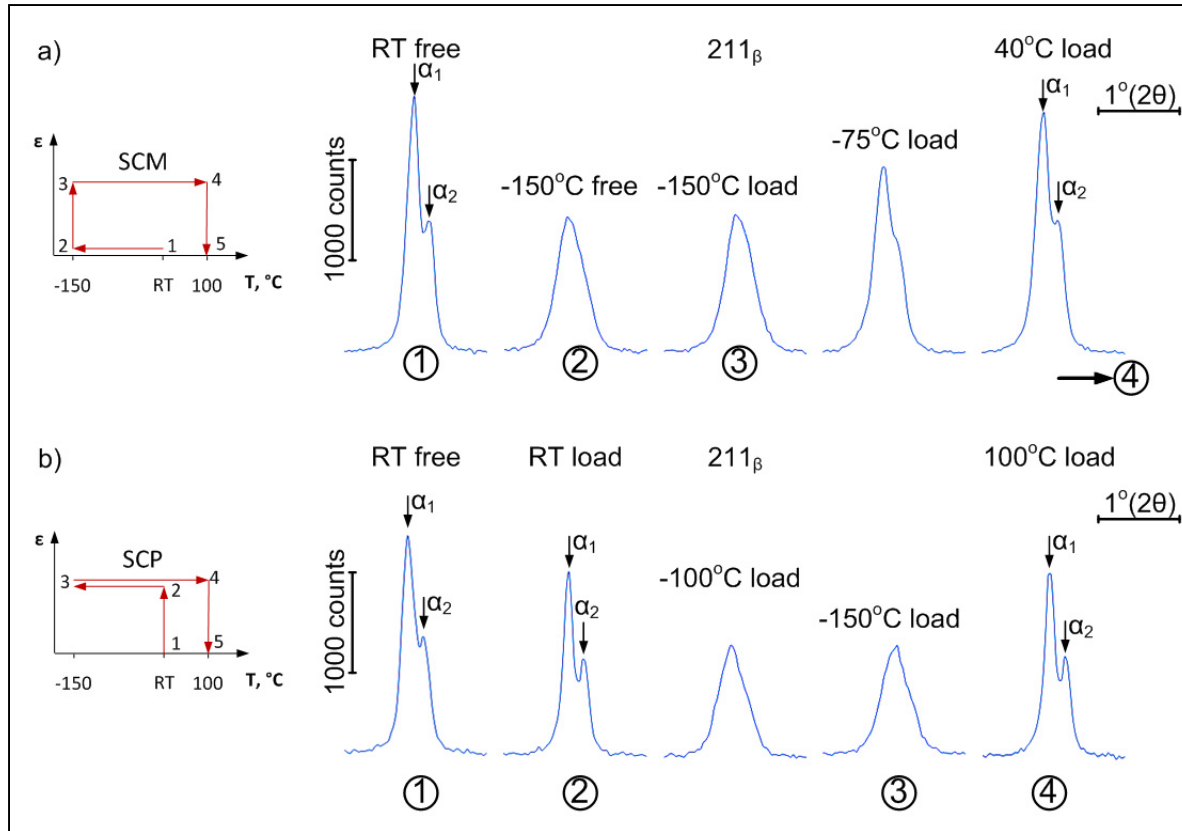 a)
RT free
211β
40°C load
α1
α2
-150°C free
-150°C load
-75°C load
α1
α2
1°(2θ)
1000 counts
ε
SCM
3
4
2
1
5
-150
RT
100
T, °C
①
②
③
④
b)
RT free
RT load
211β
100°C load
α1
α2
α1
α2
-100°C load
-150°C load
α1
α2
1°(2θ)
1000 counts
ε
SCP
3
4
2
1
5
-150
RT
100
T, °C
①
②
③
④